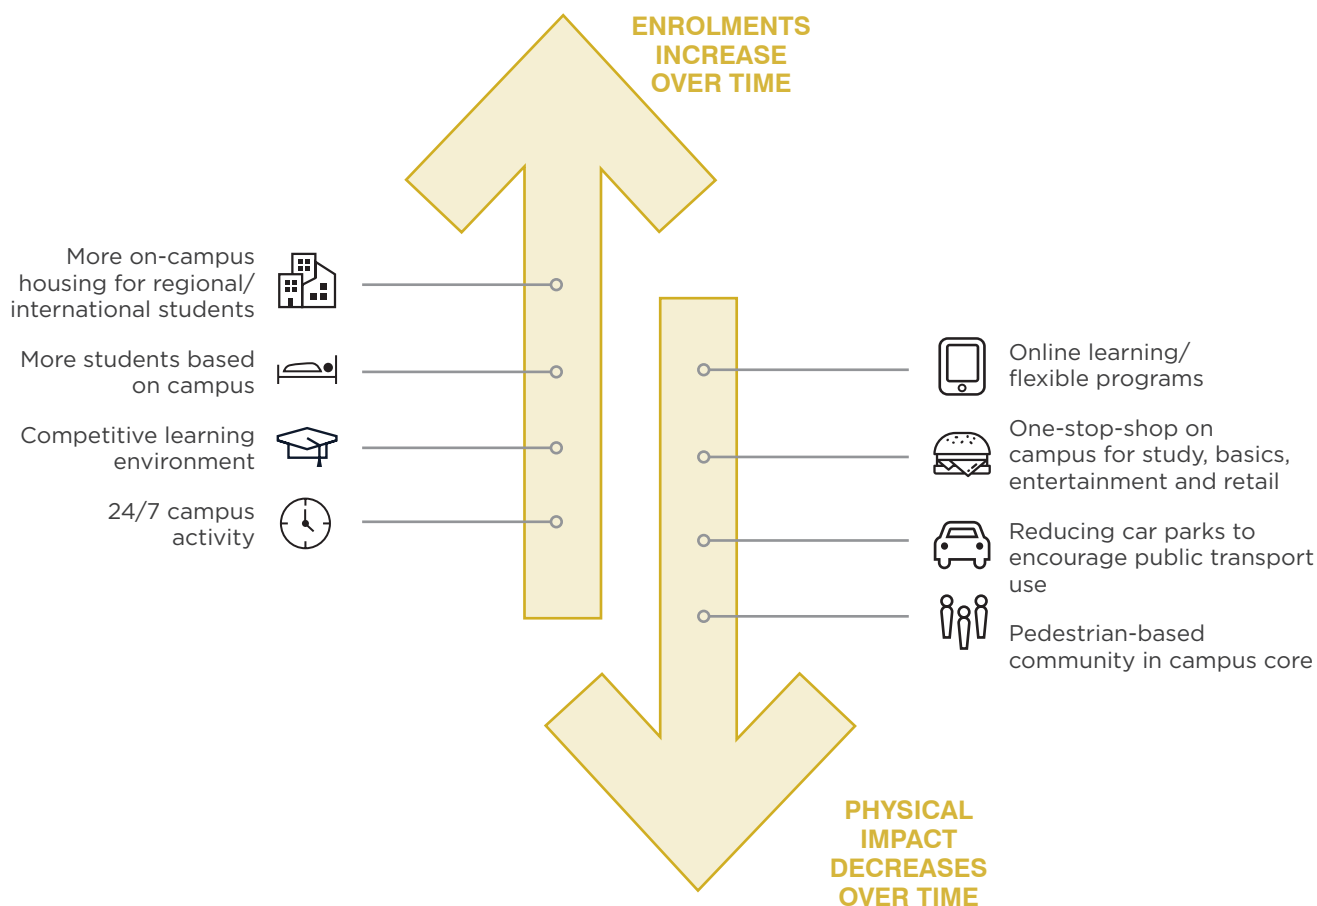 ENROLMENTS
INCREASE
OVER TIME
More on-campus
housing for regional/
international students
More students based
on campus
Competitive learning
environment
24/7 campus
activity
Online learning/
flexible programs
One-stop-shop on
campus for study, basics,
entertainment and retail
Reducing car parks to
encourage public transport
use
Pedestrian-based
community in campus core
PHYSICAL
IMPACT
DECREASES
OVER TIME